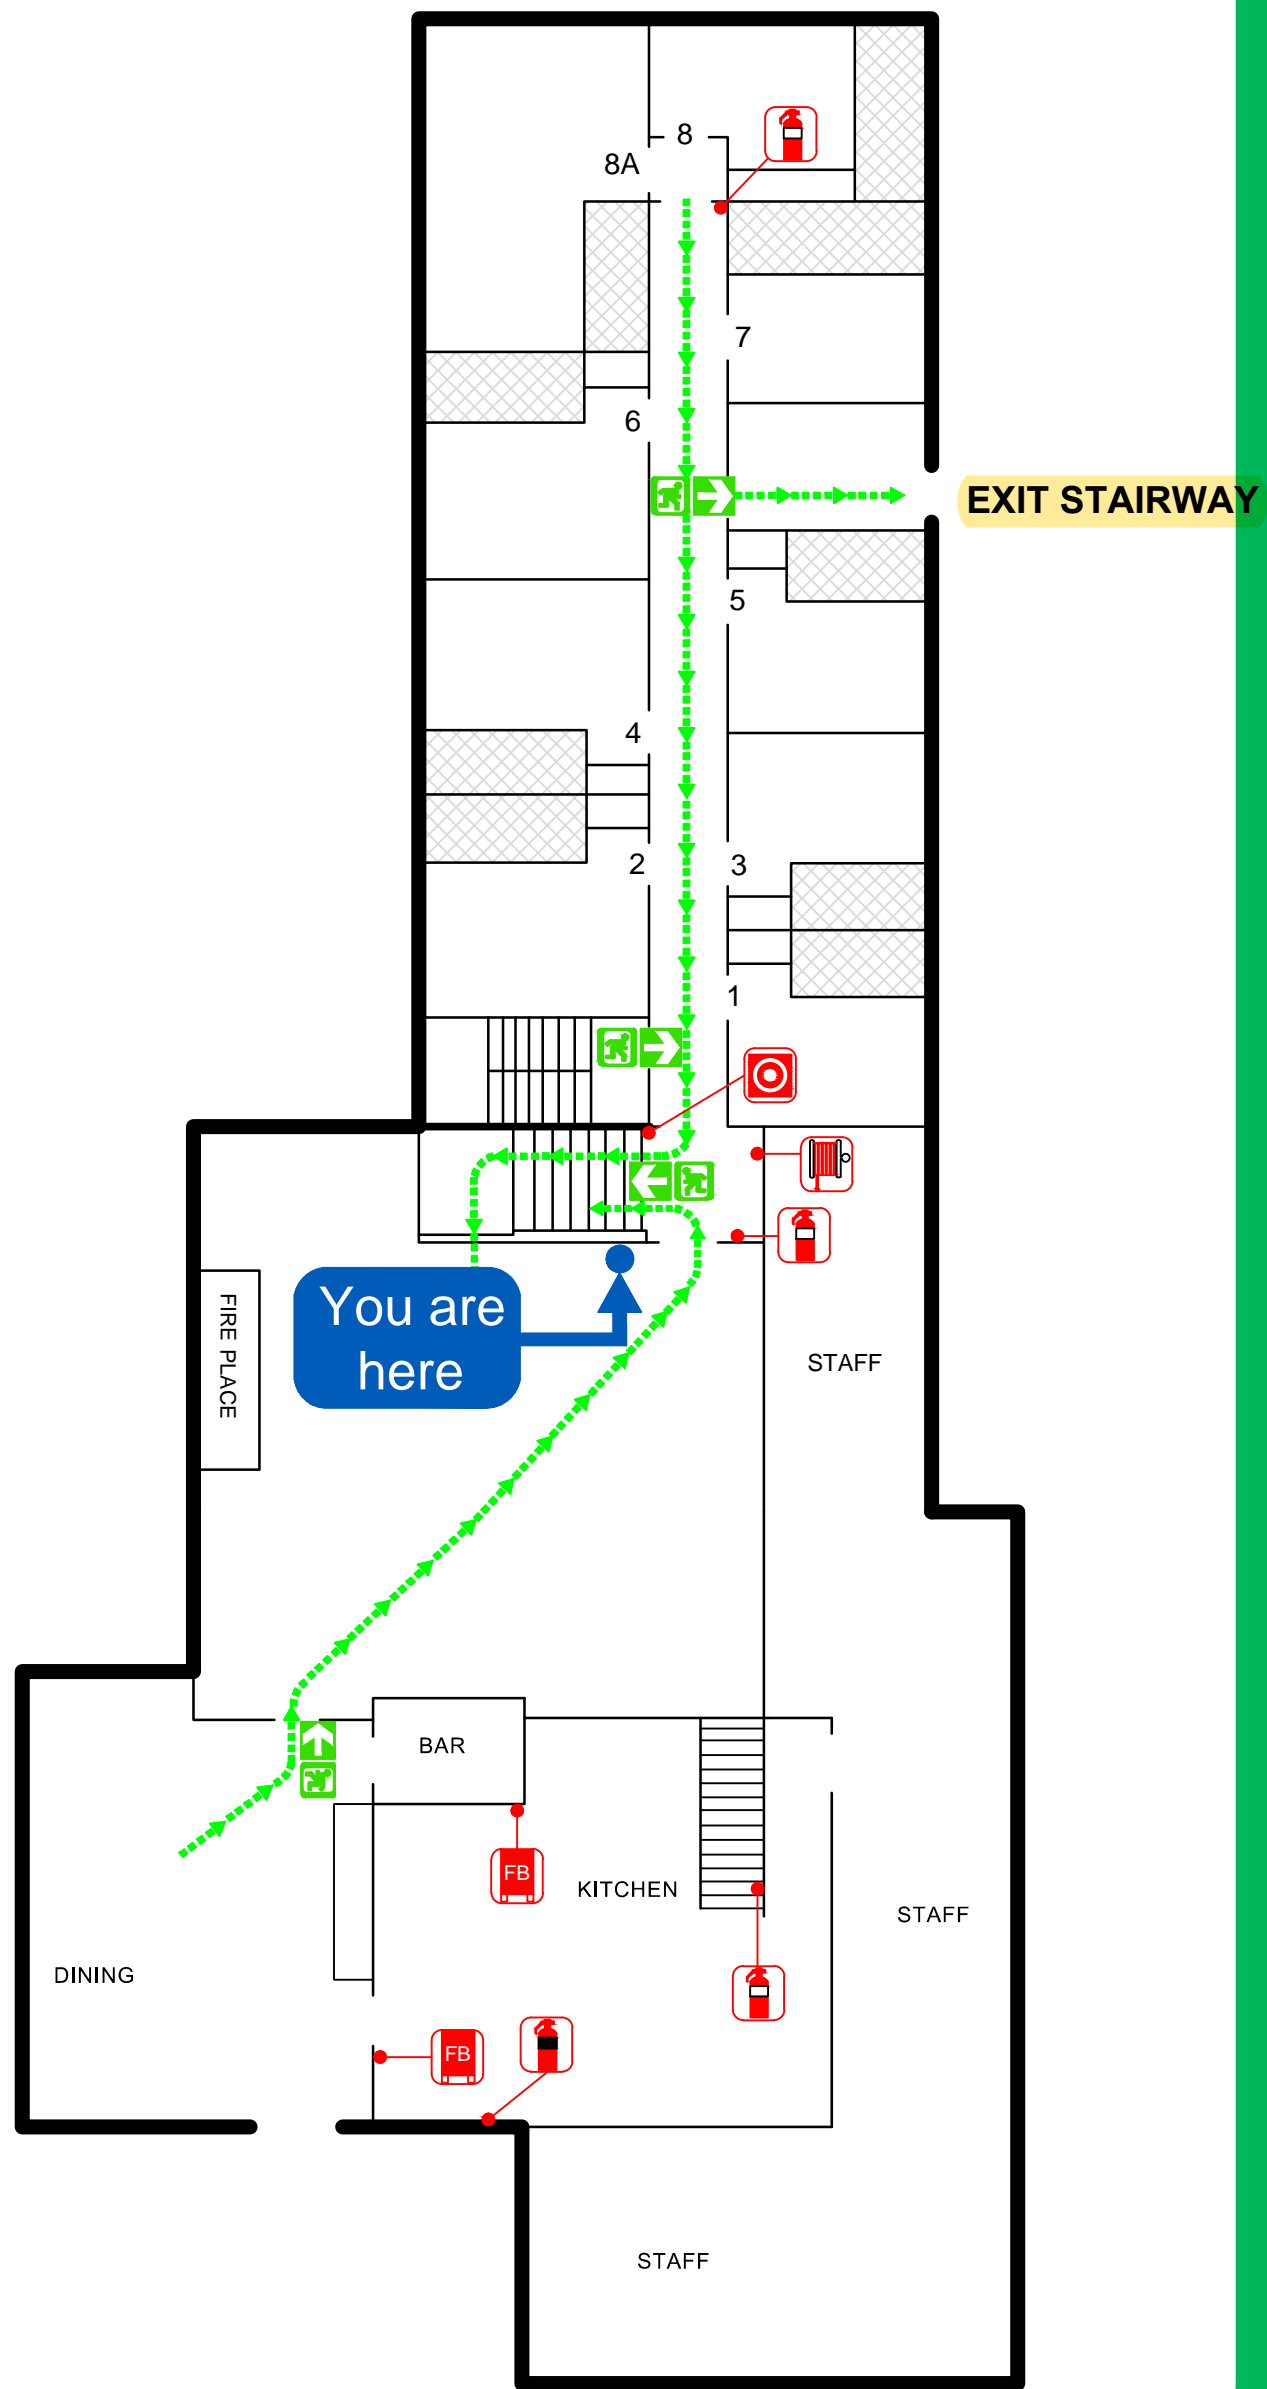 8
8A
7
6
EXIT STAIRWAY
5
4
2
3
1
You are
here
FIRE PLACE
STAFF
BAR
FB
KITCHEN
STAFF
DINING
FB
STAFF